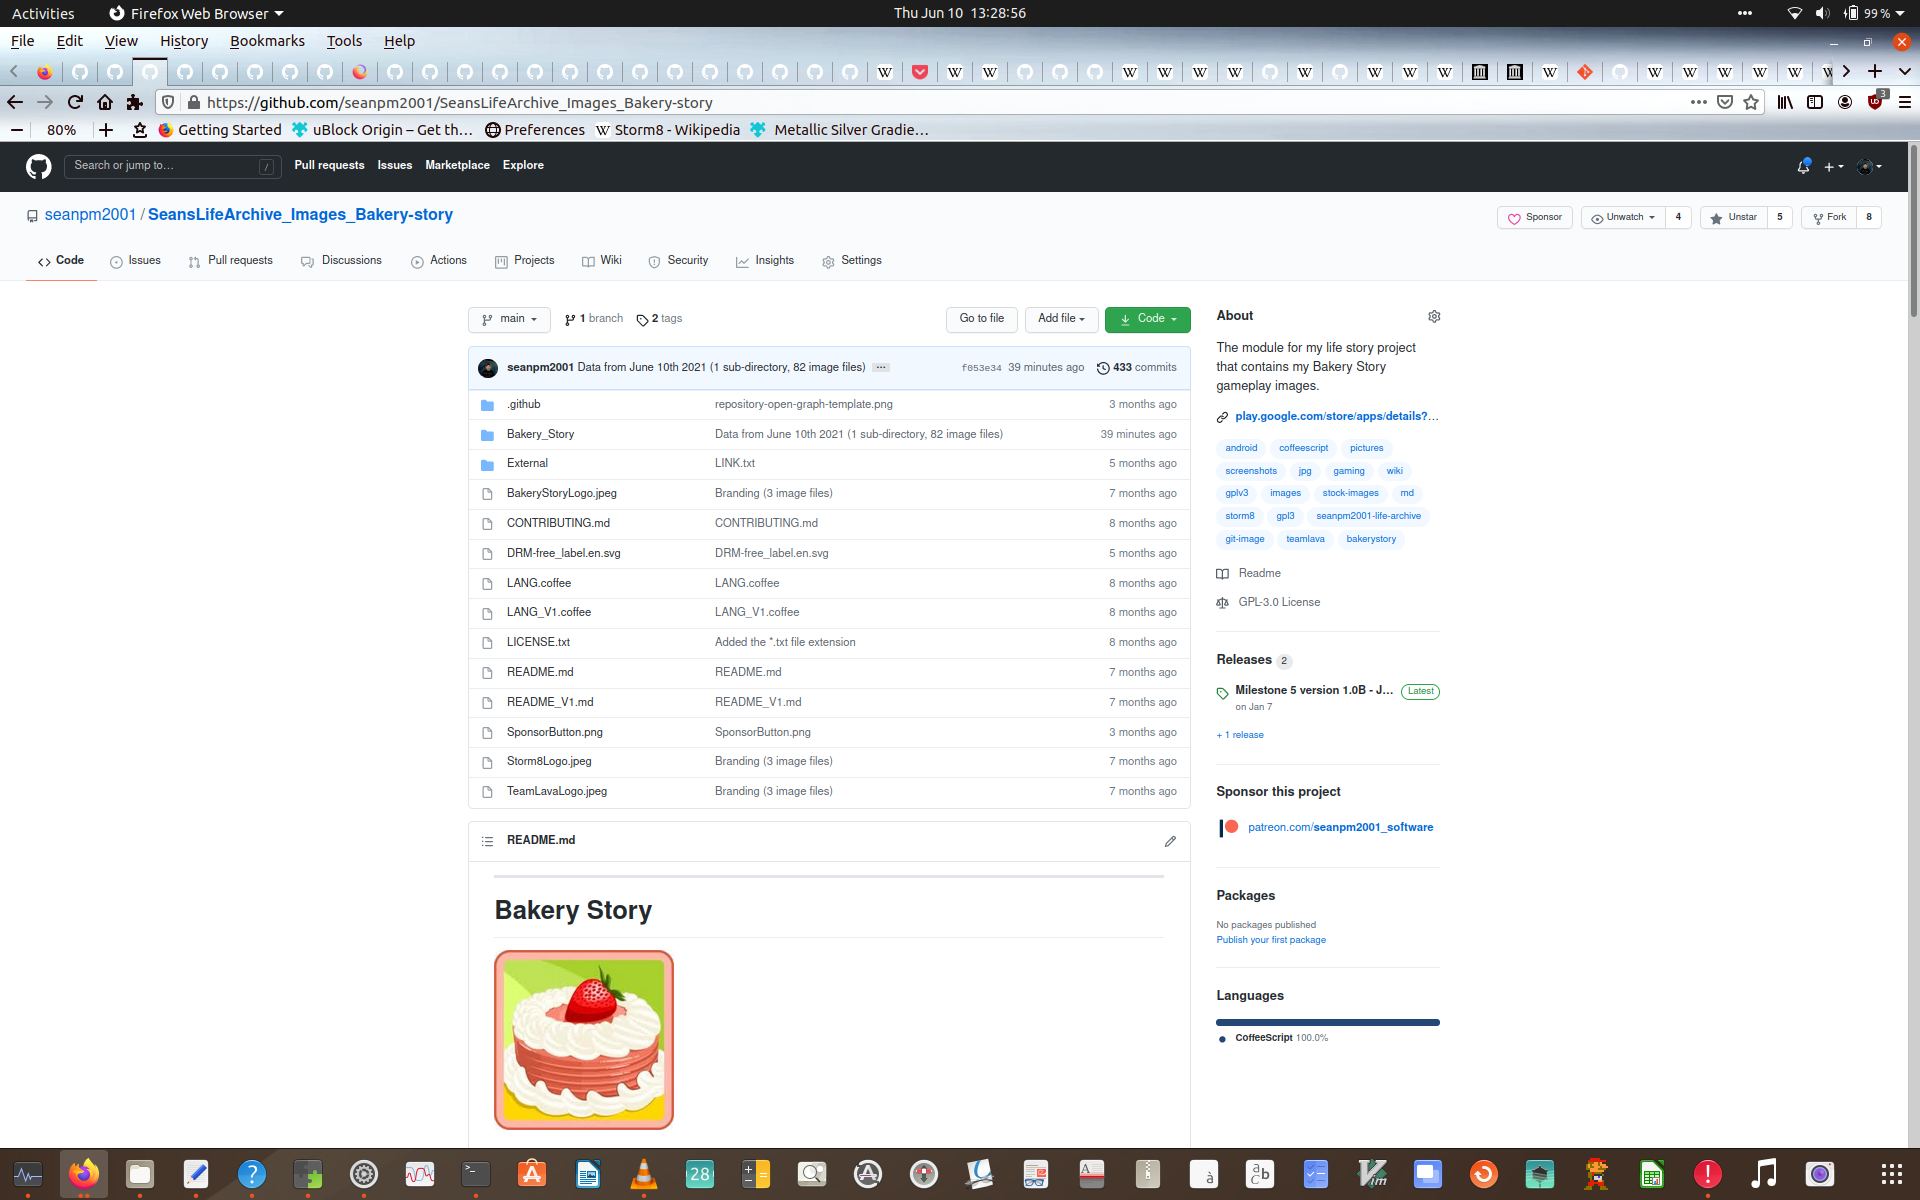 Activities Firefox Web Browser Thu Jun 10 13:28:56 99 %
File Edit View History Bookmarks Tools Help
https://github.com/seanpm2001/SeansLifeArchive_Images_Bakery-story 3
80% Getting Started uBlock Origin – Get th… Preferences Storm8 - Wikipedia Metallic Silver Gradie…
Search or jump to… / Pull requests Issues Marketplace Explore
seanpm2001 / SeansLifeArchive_Images_Bakery-story Sponsor Unwatch 4 Unstar 5 Fork 8
Code Issues Pull requests Discussions Actions Projects Wiki Security Insights Settings
main 1 branch 2 tags Go to file Add file Code
seanpm2001 Data from June 10th 2021 (1 sub-directory, 82 image files) ... f053e34 39 minutes ago 433 commits
.github repository-open-graph-template.png 3 months ago
Bakery_Story Data from June 10th 2021 (1 sub-directory, 82 image files) 39 minutes ago
External LINK.txt 5 months ago
BakeryStoryLogo.jpeg Branding (3 image files) 7 months ago
CONTRIBUTING.md CONTRIBUTING.md 8 months ago
DRM-free_label.en.svg DRM-free_label.en.svg 5 months ago
LANG.coffee LANG.coffee 8 months ago
LANG_V1.coffee LANG_V1.coffee 8 months ago
LICENSE.txt Added the *.txt file extension 8 months ago
README.md README.md 7 months ago
README_V1.md README_V1.md 7 months ago
SponsorButton.png SponsorButton.png 3 months ago
Storm8Logo.jpeg Branding (3 image files) 7 months ago
TeamLavaLogo.jpeg Branding (3 image files) 7 months ago
README.md
Bakery Story
About
The module for my life story project
that contains my Bakery Story
gameplay images.
play.google.com/store/apps/details?…
android coffeescript pictures
screenshots jpg gaming wiki
gplv3 images stock-images md
storm8 gpl3 seanpm2001-life-archive
git-image teamlava bakerystory
Readme
GPL-3.0 License
Releases 2
Milestone 5 version 1.0B - J… Latest
on Jan 7
+ 1 release
Sponsor this project
patreon.com/seanpm2001_software
Packages
No packages published
Publish your first package
Languages
CoffeeScript 100.0%
28